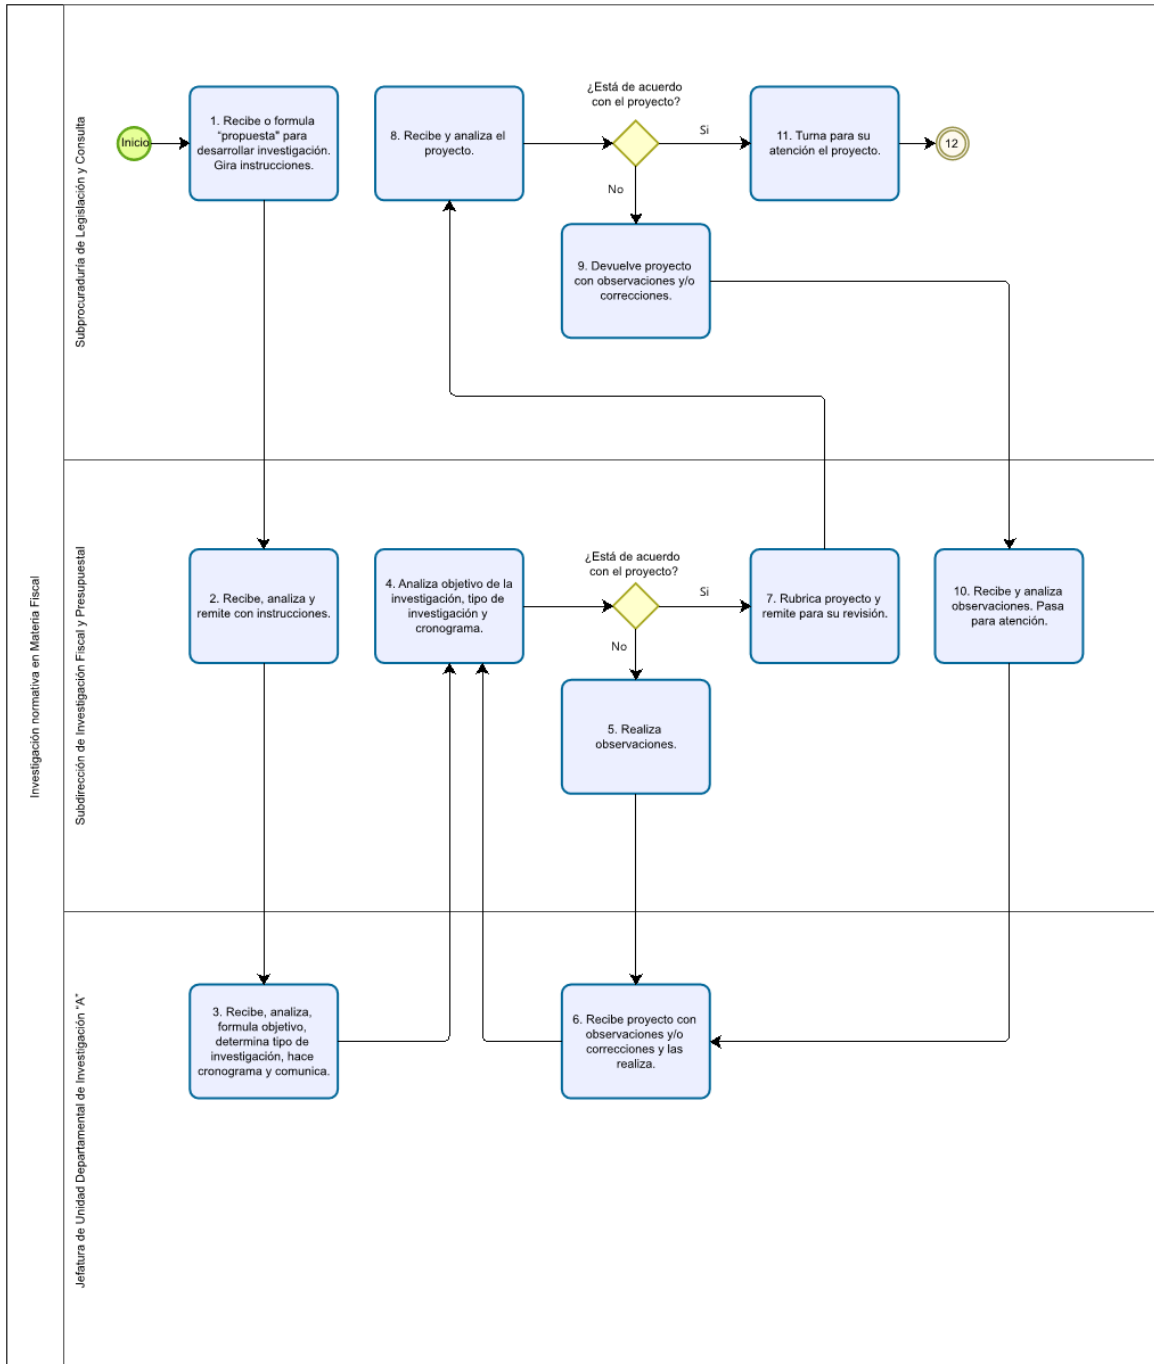 Investigación normativa en Materia Fiscal
Subprocuraduría de Legislación y Consulta
Inicio
1. Recibe o formula
"propuesta" para
desarrollar investigación.
Gira instrucciones.
8. Recibe y analiza el
proyecto.
¿Está de acuerdo
con el proyecto?
Si
No
11. Turna para su
atención el proyecto.
12
9. Devuelve proyecto
con observaciones y/o
correcciones.
Subdirección de Investigación Fiscal y Presupuestal
2. Recibe, analiza y
remite con instrucciones.
4. Analiza objetivo de la
investigación, tipo de
investigación y
cronograma.
¿Está de acuerdo
con el proyecto?
Si
No
7. Rubrica proyecto y
remite para su revisión.
10. Recibe y analiza
observaciones. Pasa
para atención.
5. Realiza
observaciones.
Jefatura de Unidad Departamental de Investigación "A"
3. Recibe, analiza,
formula objetivo,
determina tipo de
investigación, hace
cronograma y comunica.
6. Recibe proyecto con
observaciones y/o
correcciones y las
realiza.